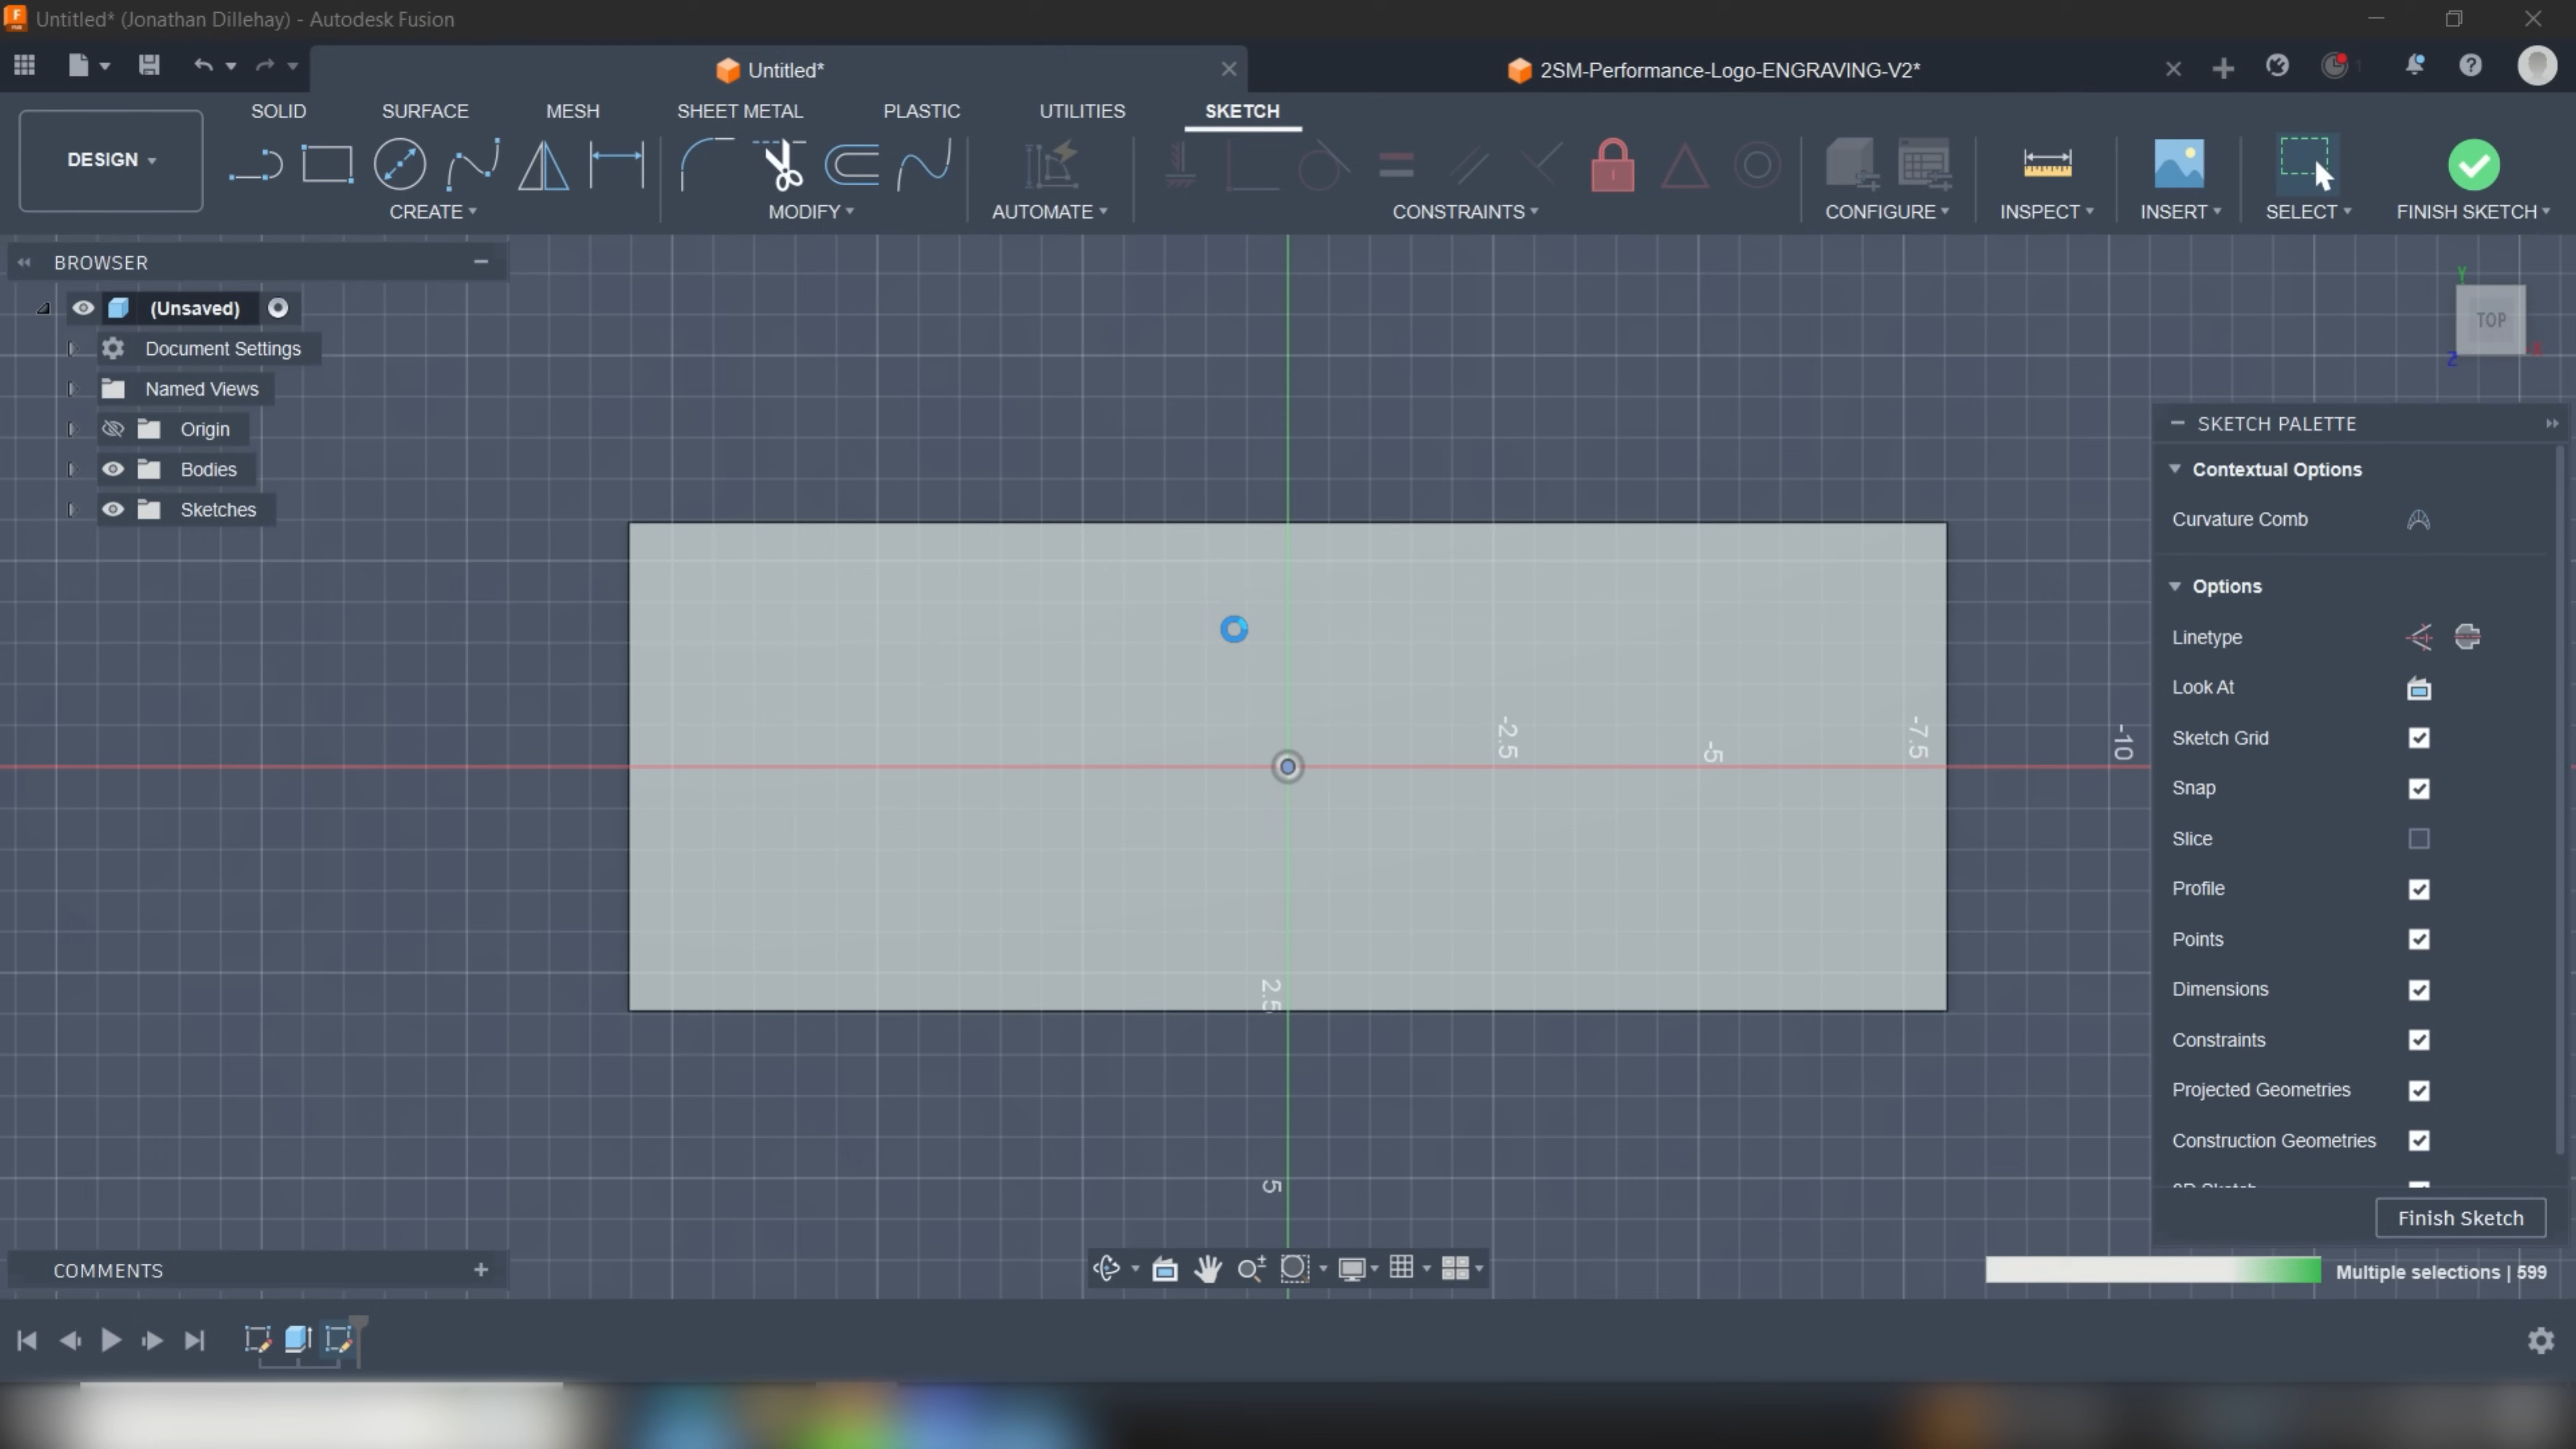 Untitled* (Jonathan Dillehay) - Autodesk Fusion
Untitled*
2SM-Performance-Logo-ENGRAVING-V2*
1
DESIGN
SOLID
SURFACE
MESH
SHEET METAL
PLASTIC
UTILITIES
SKETCH
CREATE
MODIFY
AUTOMATE
CONSTRAINTS
CONFIGURE
INSPECT
INSERT
SELECT
FINISH SKETCH
BROWSER
(Unsaved)
Document Settings
Named Views
Origin
Bodies
Sketches
Y
TOP
Z
X
-2.5
-5
-7.5
-10
2.5
5
SKETCH PALETTE
Contextual Options
Curvature Comb
Options
Linetype
Look At
Sketch Grid
Snap
Slice
Profile
Points
Dimensions
Constraints
Projected Geometries
Construction Geometries
Finish Sketch
COMMENTS
Multiple selections | 599